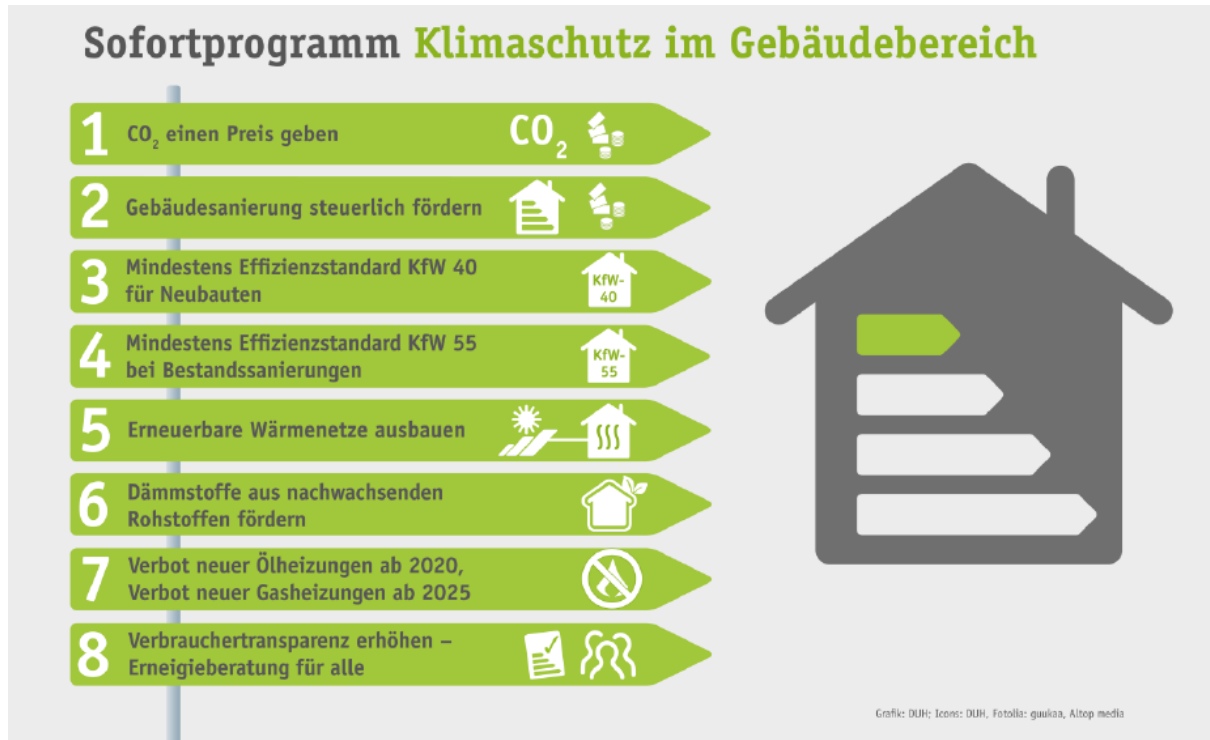 Sofortprogramm Klimaschutz im Gebäudebereich
1 CO₂ einen Preis geben CO₂
2 Gebäudesanierung steuerlich fördern
3 Mindestens Effizienzstandard KfW 40
für Neubauten
KfW-
40
4 Mindestens Effizienzstandard KfW 55
bei Bestandssanierungen
KfW-
55
5 Erneuerbare Wärmenetze ausbauen
6 Dämmstoffe aus nachwachsenden
Rohstoffen fördern
7 Verbot neuer Ölheizungen ab 2020,
Verbot neuer Gasheizungen ab 2025
8 Verbrauchertransparenz erhöhen –
Erneigieberatung für alle
Grafik: DUH; Icons: DUH, Fotolia: guukaa, Altop media